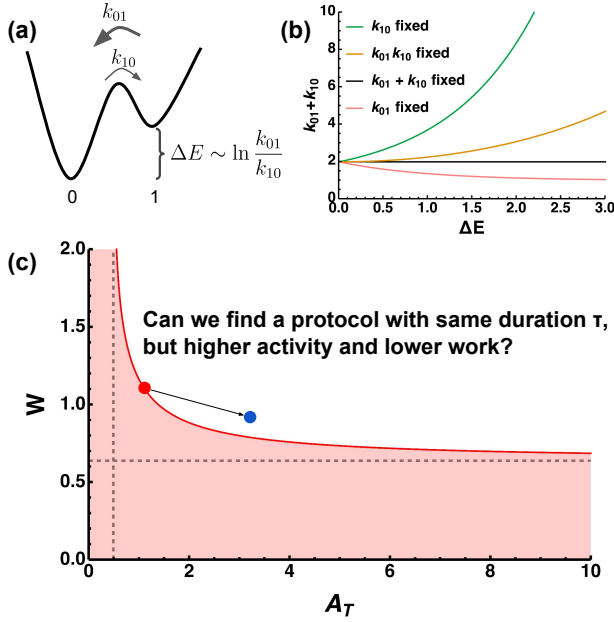 (a)
k₀₁
k₁₀
ΔE ∼ ln k₀₁/k₁₀
0
1
(b)
k₁₀ fixed
k₀₁k₁₀ fixed
k₀₁ + k₁₀ fixed
k₀₁ fixed
k₀₁+k₁₀
10
8
6
4
2
0
0.0 0.5 1.0 1.5 2.0 2.5 3.0
ΔE
(c)
Can we find a protocol with same duration τ,
but higher activity and lower work?
W
2.0
1.5
1.0
0.5
0.0
0 2 4 6 8 10
A_T